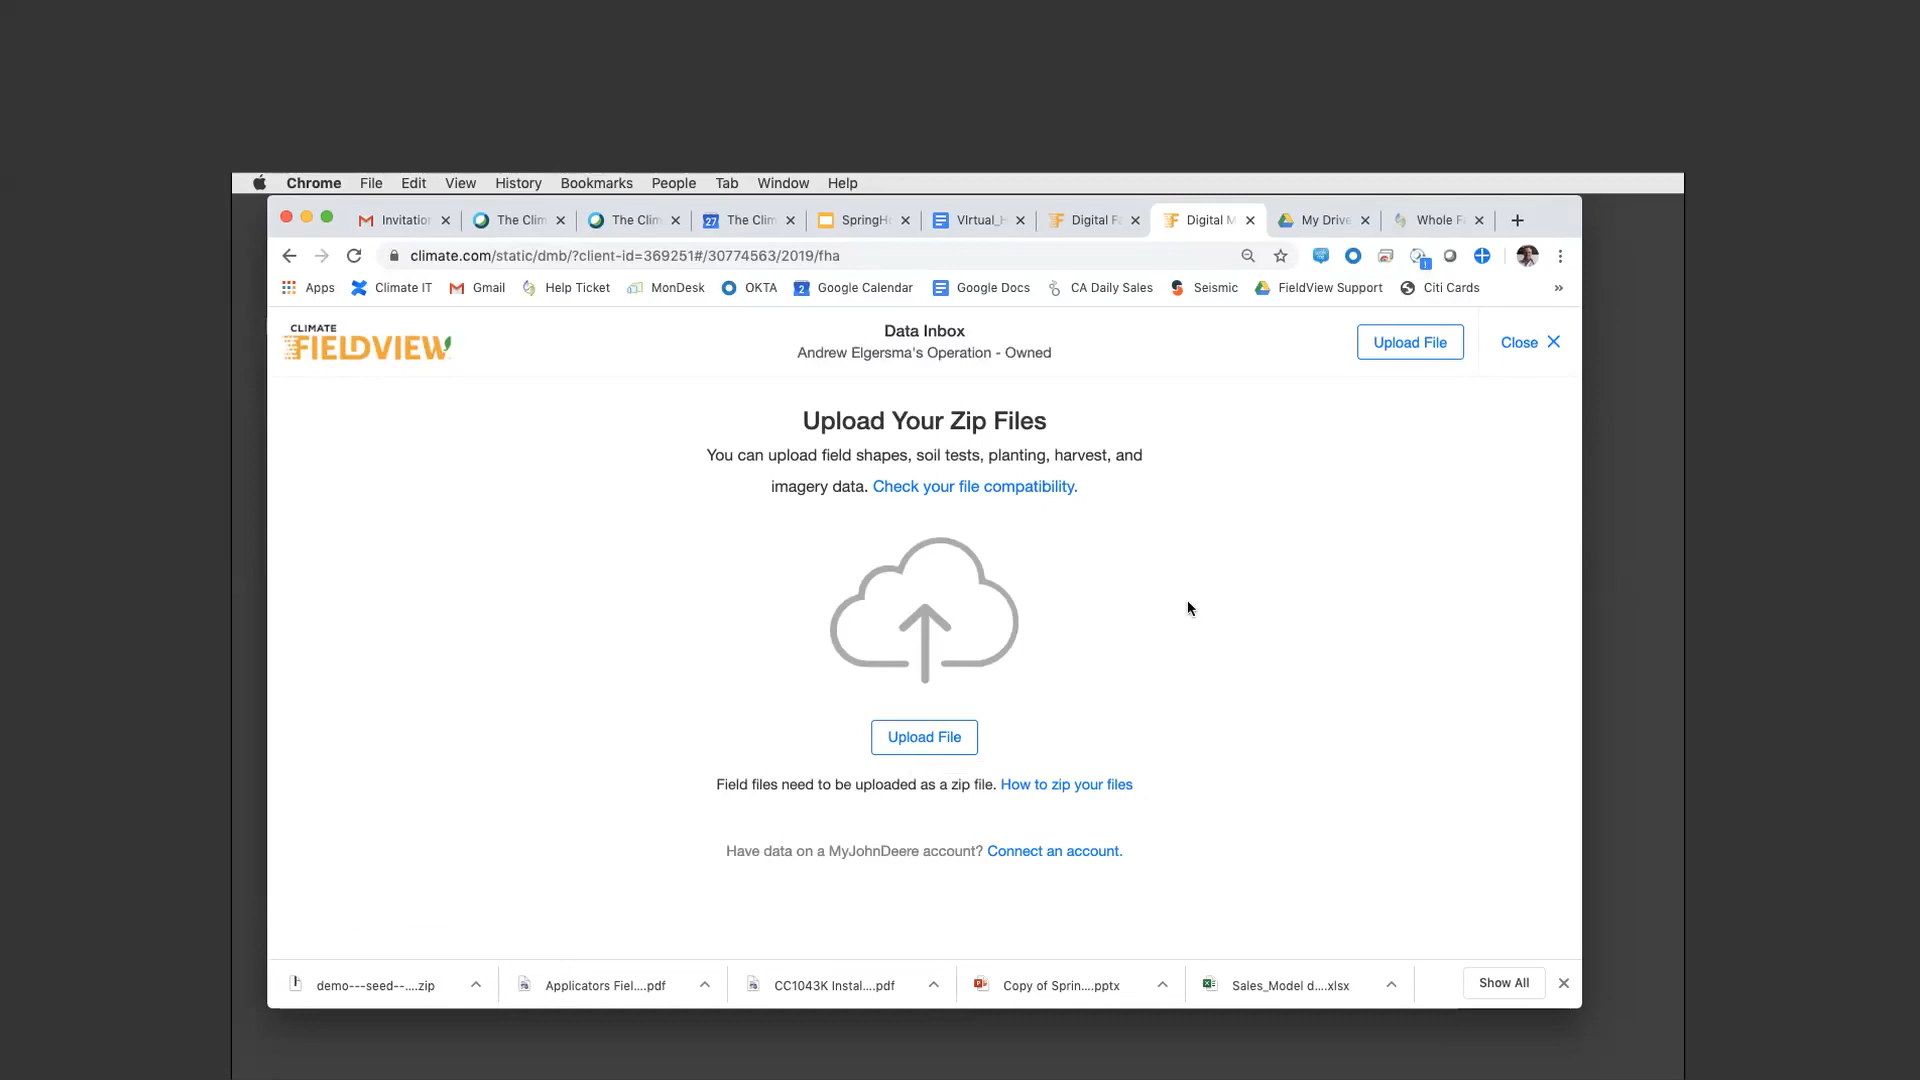 Chrome File Edit View History Bookmarks People Tab Window Help
Invitation The Clim The Clim 27 The Clim SpringH VIrtual_H Digital Fa Digital M My Drive Whole Fa
climate.com/static/dmb/?client-id=369251#/30774563/2019/fha
Apps Climate IT Gmail Help Ticket MonDesk OKTA 2 Google Calendar Google Docs CA Daily Sales Seismic FieldView Support Citi Cards »
CLIMATE
FIELDVIEW
Data Inbox
Andrew Elgersma's Operation - Owned
Upload File
Close
Upload Your Zip Files
You can upload field shapes, soil tests, planting, harvest, and
imagery data. Check your file compatibility.
Upload File
Field files need to be uploaded as a zip file. How to zip your files
Have data on a MyJohnDeere account? Connect an account.
demo---seed--....zip Applicators Fiel....pdf CC1043K Instal....pdf Copy of Sprin....pptx Sales_Model d....xlsx Show All